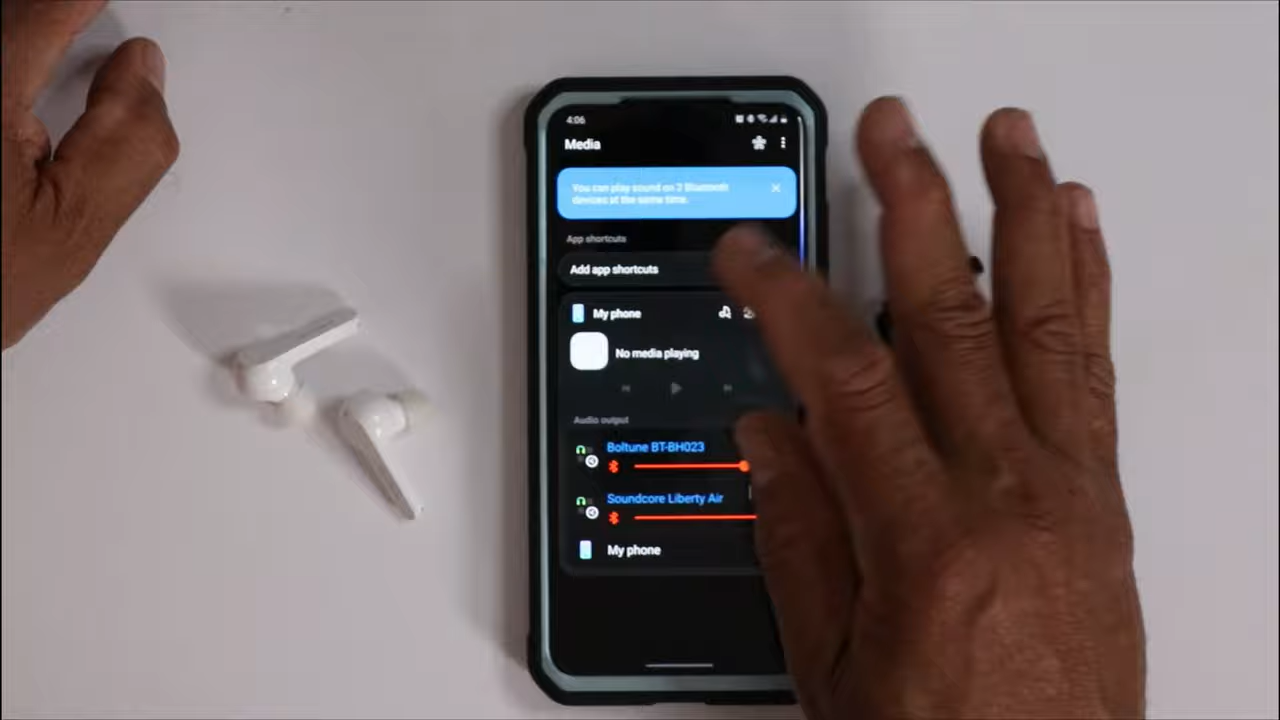 4:06
Media
You can play sound on 2 Bluetooth
devices at the same time.
App shortcuts
Add app shortcuts
My phone
No media playing
Audio output
Boltune BT-BH023
Soundcore Liberty Air
My phone